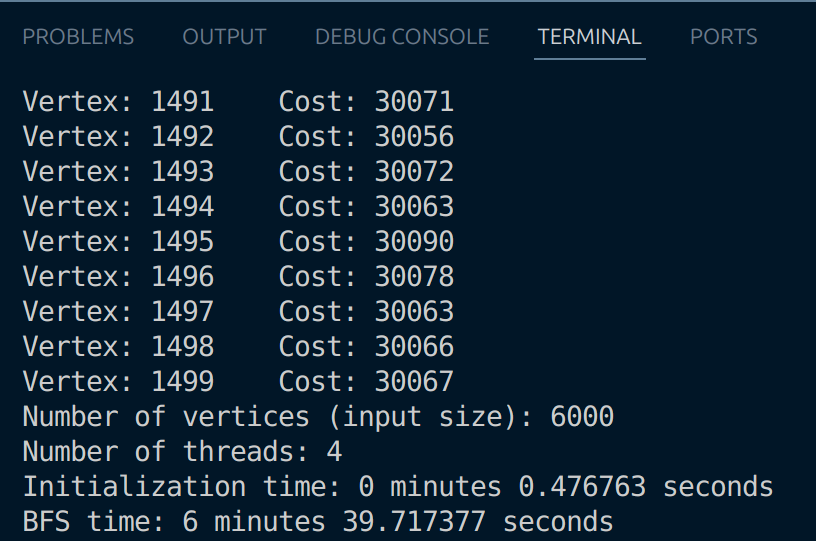 PROBLEMS OUTPUT DEBUG CONSOLE TERMINAL PORTS
Vertex: 1491    Cost: 30071
Vertex: 1492    Cost: 30056
Vertex: 1493    Cost: 30072
Vertex: 1494    Cost: 30063
Vertex: 1495    Cost: 30090
Vertex: 1496    Cost: 30078
Vertex: 1497    Cost: 30063
Vertex: 1498    Cost: 30066
Vertex: 1499    Cost: 30067
Number of vertices (input size): 6000
Number of threads: 4
Initialization time: 0 minutes 0.476763 seconds
BFS time: 6 minutes 39.717377 seconds